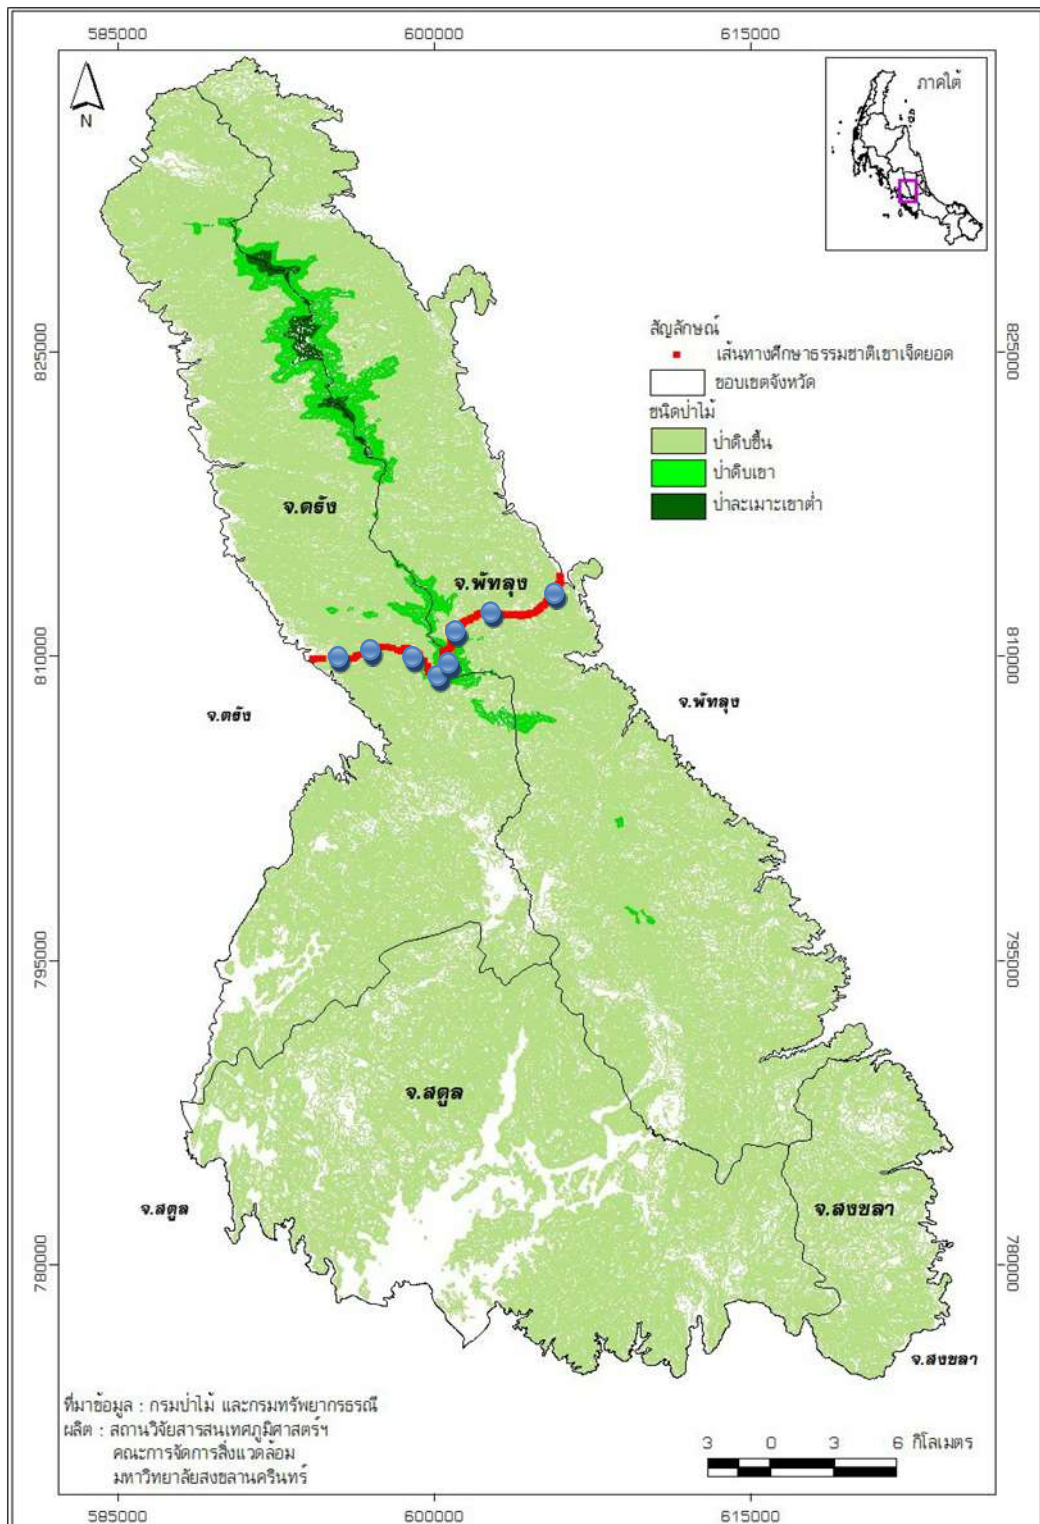 585000 600000 615000
N
ภาคใต้
สัญลักษณ์
เส้นทางศึกษาธรรมชาติเขาเจ็ดยอด
ขอบเขตจังหวัด
ชนิดป่าไม้
ป่าดิบชื้น
ป่าดิบเขา
ป่าละเมาะเขาต่ำ
825000 825000
จ.ตรัง
จ.พัทลุง
810000 810000
จ.ตรัง
จ.พัทลุง
795000 795000
จ.สตูล
จ.สตูล
จ.สงขลา
780000 780000
จ.สงขลา
ที่มาข้อมูล : กรมป่าไม้ และกรมทรัพยากรธรณี
ผลิต : สถานวิจัยสารสนเทศภูมิศาสตร์ฯ
คณะการจัดการสิ่งแวดล้อม
มหาวิทยาลัยสงขลานครินทร์
3 0 3 6 กิโลเมตร
585000 600000 615000